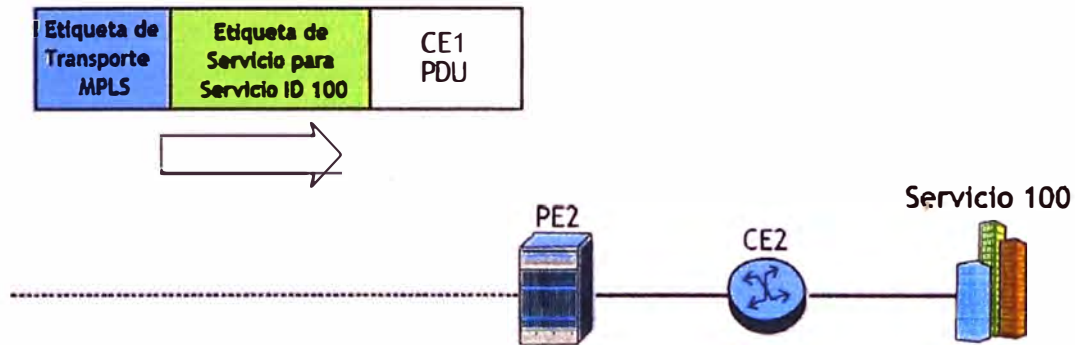 Etiqueta de
Transporte
MPLS
Etiqueta de
Servicio para
Servicio ID 100
CE1
PDU
Servicio 100
PE2
CE2